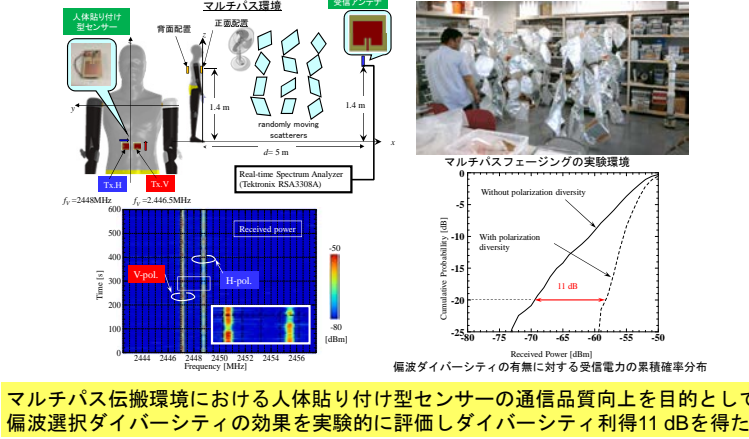 マルチパス環境
人体貼り付け
型センサー
背面配置
正面配置
受信アンテナ
z
1.4 m
1.4 m
y
x
randomly moving
scatterers
d= 5 m
Tx.H
Tx.V
Real-time Spectrum Analyzer
(Tektronix RSA3308A)
fV =2448MHz
fV =2.446.5MHz
マルチパスフェージングの実験環境
600
500
400
300
200
100
0
Time [s]
Received power
V-pol.
H-pol.
2444 2446 2448 2450 2452 2454 2456
Frequency [MHz]
-50
-80
[dBm]
0
-5
-10
-15
-20
-25
Cumulative Probability [dB]
Without polarization diversity
With polarization
diversity
11 dB
-80 -75 -70 -65 -60 -55 -50
Received Power [dBm]
偏波ダイバーシティの有無に対する受信電力の累積確率分布
マルチパス伝搬環境における人体貼り付け型センサーの通信品質向上を目的として
偏波選択ダイバーシティの効果を実験的に評価しダイバーシティ利得11 dBを得た